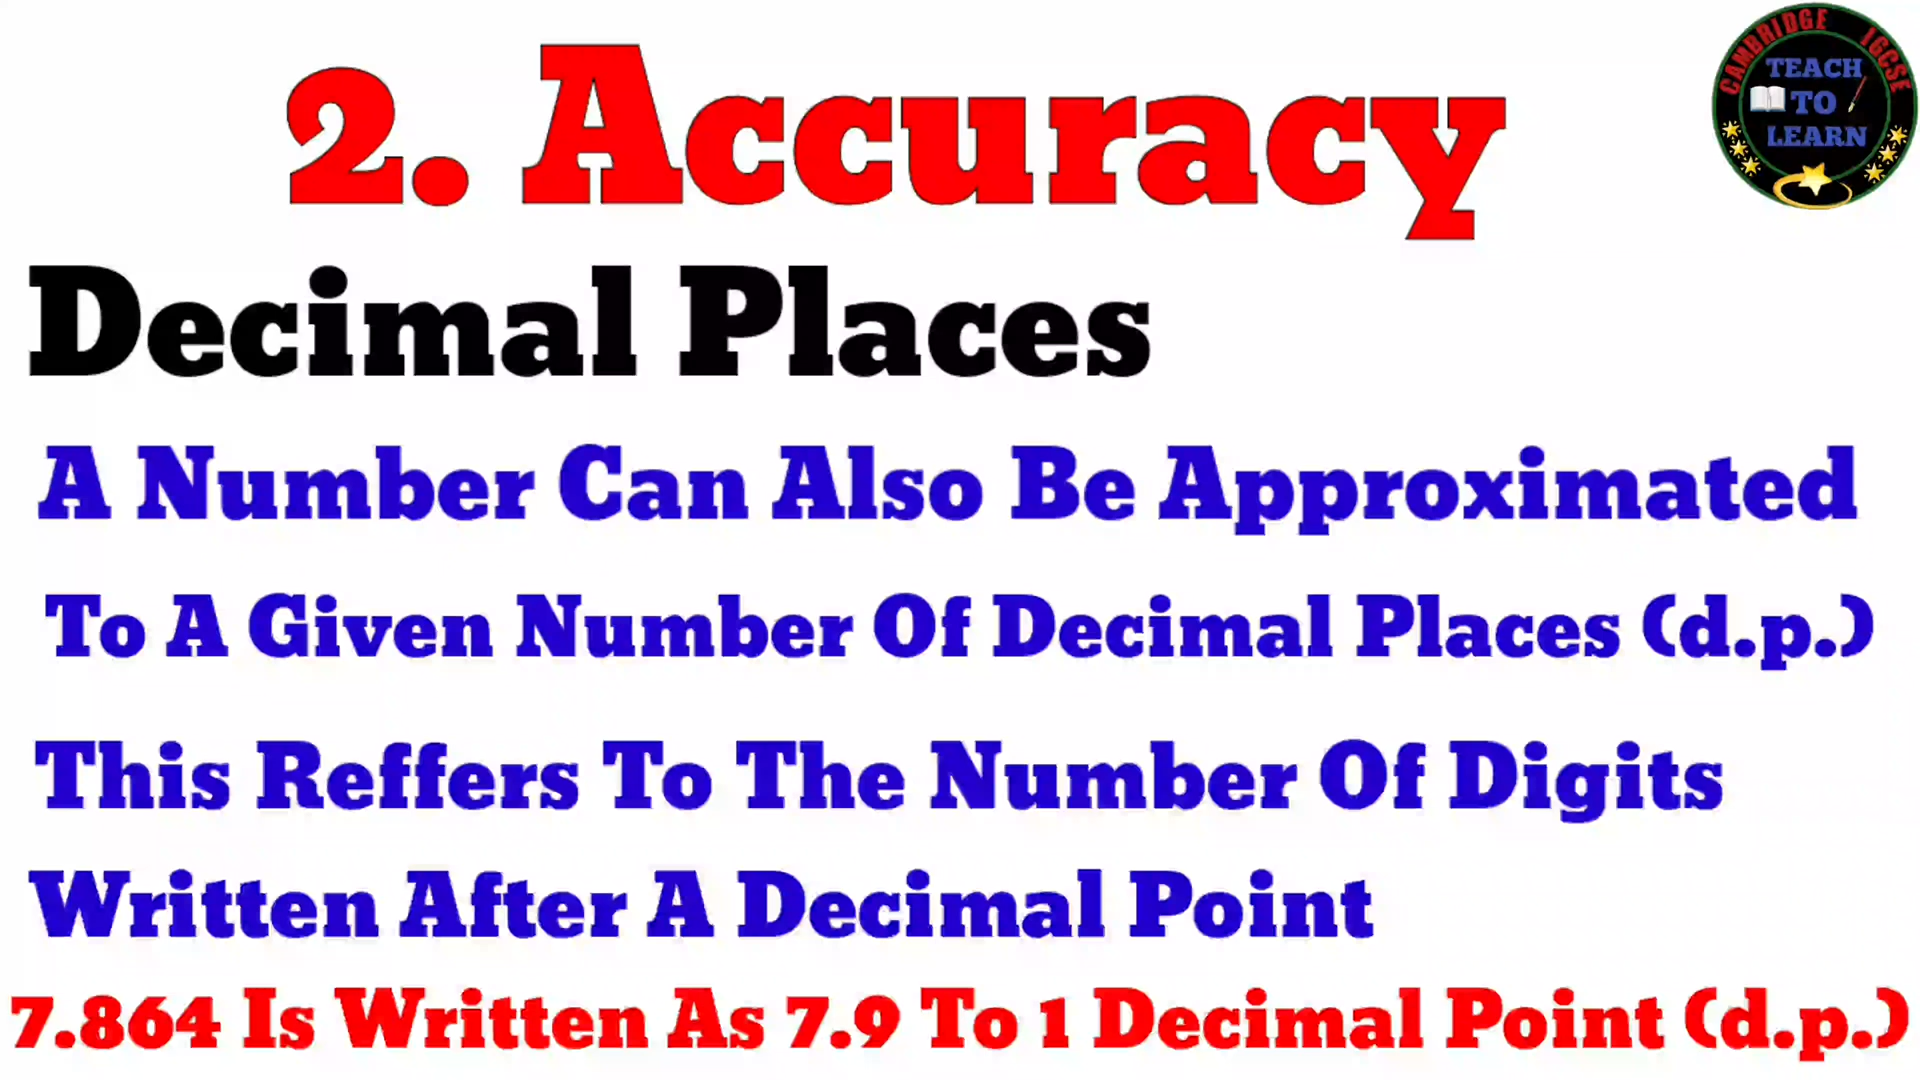 2. Accuracy
CAMBRIDGE IGCSE
TEACH
TO
LEARN
Decimal Places
A Number Can Also Be Approximated
To A Given Number Of Decimal Places (d.p.)
This Reffers To The Number Of Digits
Written After A Decimal Point
7.864 Is Written As 7.9 To 1 Decimal Point (d.p.)